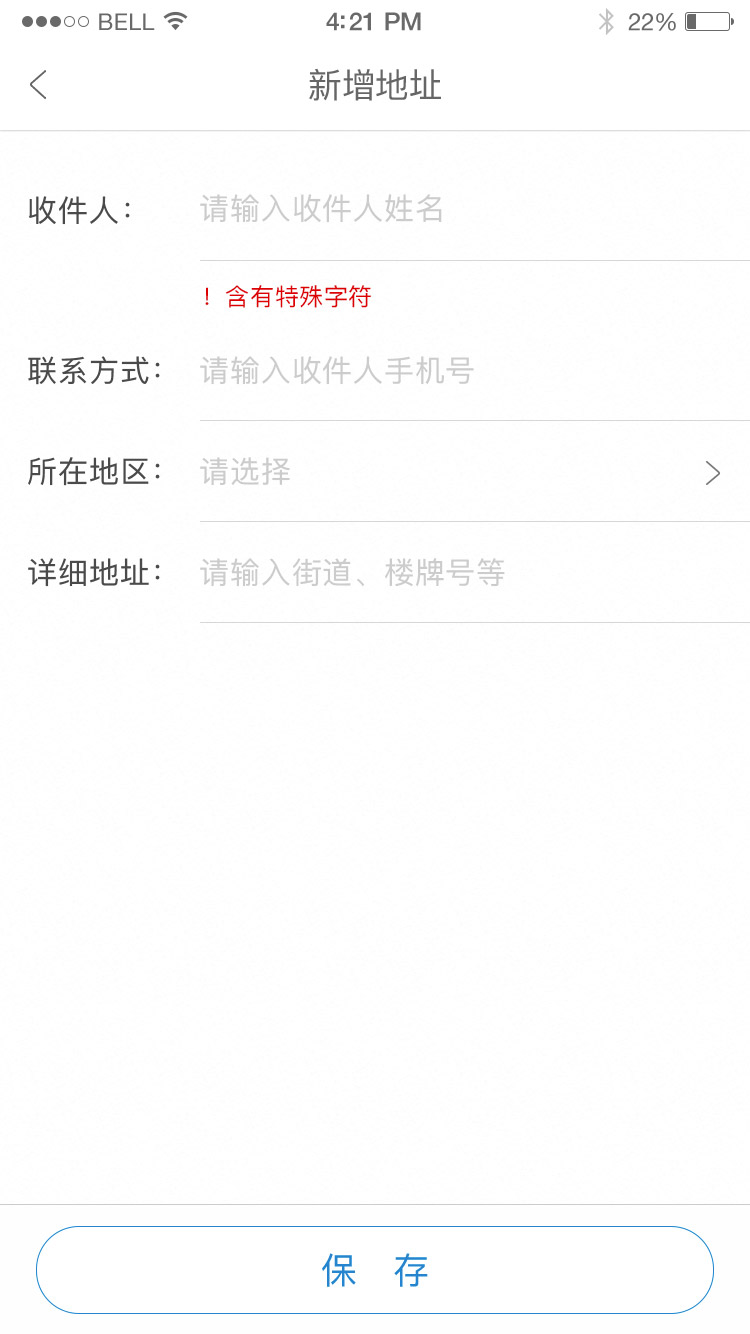 BELL 4:21 PM 22%
新增地址
收件人： 请输入收件人姓名
！含有特殊字符
联系方式： 请输入收件人手机号
所在地区： 请选择
详细地址： 请输入街道、楼牌号等
保 存